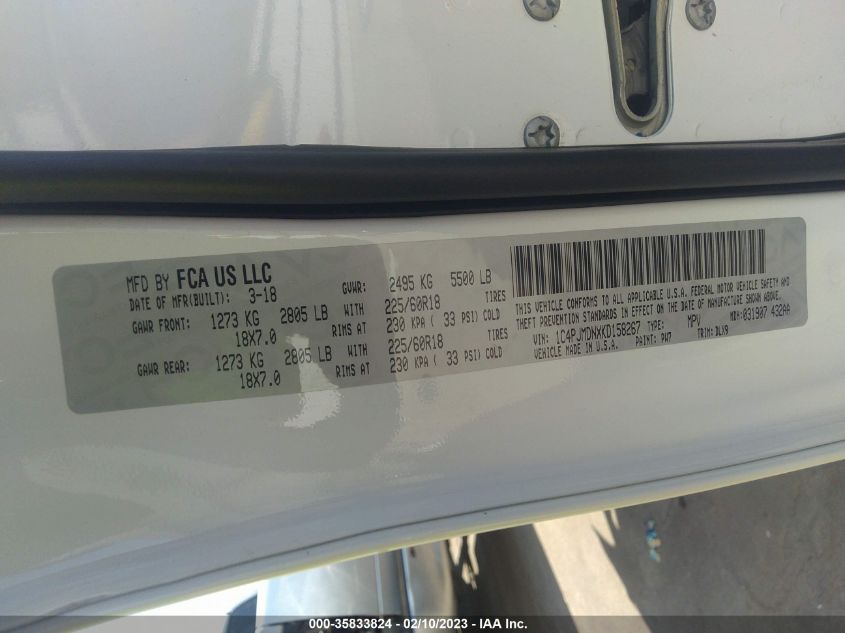 MFD BY FCA US LLC
DATE OF MFR(BUILT): 3-18 GVWR: 2495 KG 5500 LB
GAWR FRONT: 1273 KG 2805 LB WITH 225/60R18 TIRES
18X7.0 RIMS AT 230 KPA ( 33 PSI) COLD
GAWR REAR: 1273 KG 2805 LB WITH 225/60R18 TIRES
18X7.0 RIMS AT 230 KPA ( 33 PSI) COLD
THIS VEHICLE CONFORMS TO ALL APPLICABLE U.S.A. FEDERAL MOTOR VEHICLE SAFETY AND
THEFT PREVENTION STANDARDS IN EFFECT ON THE DATE OF MANUFACTURE SHOWN ABOVE.
VIN: 1C4PJMDNXKD158267 TYPE: MPV MDH: 031907 432AA
VEHICLE MADE IN U.S.A. PAINT: PW7 TRIM: DLX9
000-35833824 — 02/10/2023 — IAA Inc.